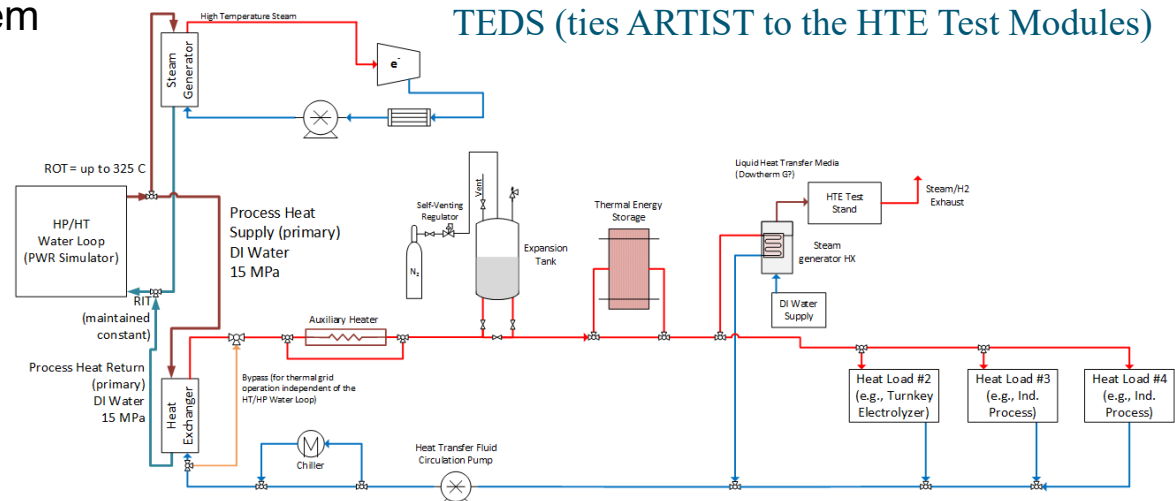 em
TEDS (ties ARTIST to the HTE Test Modules)
High Temperature Steam
Steam
Generator
e⁻
ROT = up to 325 C
HP/HT
Water Loop
(PWR Simulator)
Process Heat
Supply (primary)
DI Water
15 MPa
RIT
(maintained
constant)
Process Heat Return
(primary)
DI Water
15 MPa
Heat
Exchanger
Bypass (for thermal grid
operation independent of the
HT/HP Water Loop)
Auxiliary Heater
Self-Venting
Regulator
N₂
Vent
Expansion
Tank
Thermal Energy
Storage
Liquid Heat Transfer Media
(Dowtherm G?)
HTE Test
Stand
Steam/H2
Exhaust
Steam
generator HX
DI Water
Supply
Heat Load #2
(e.g., Turnkey
Electrolyzer)
Heat Load #3
(e.g., Ind.
Process)
Heat Load #4
(e.g., Ind.
Process)
M
Chiller
Heat Transfer Fluid
Circulation Pump